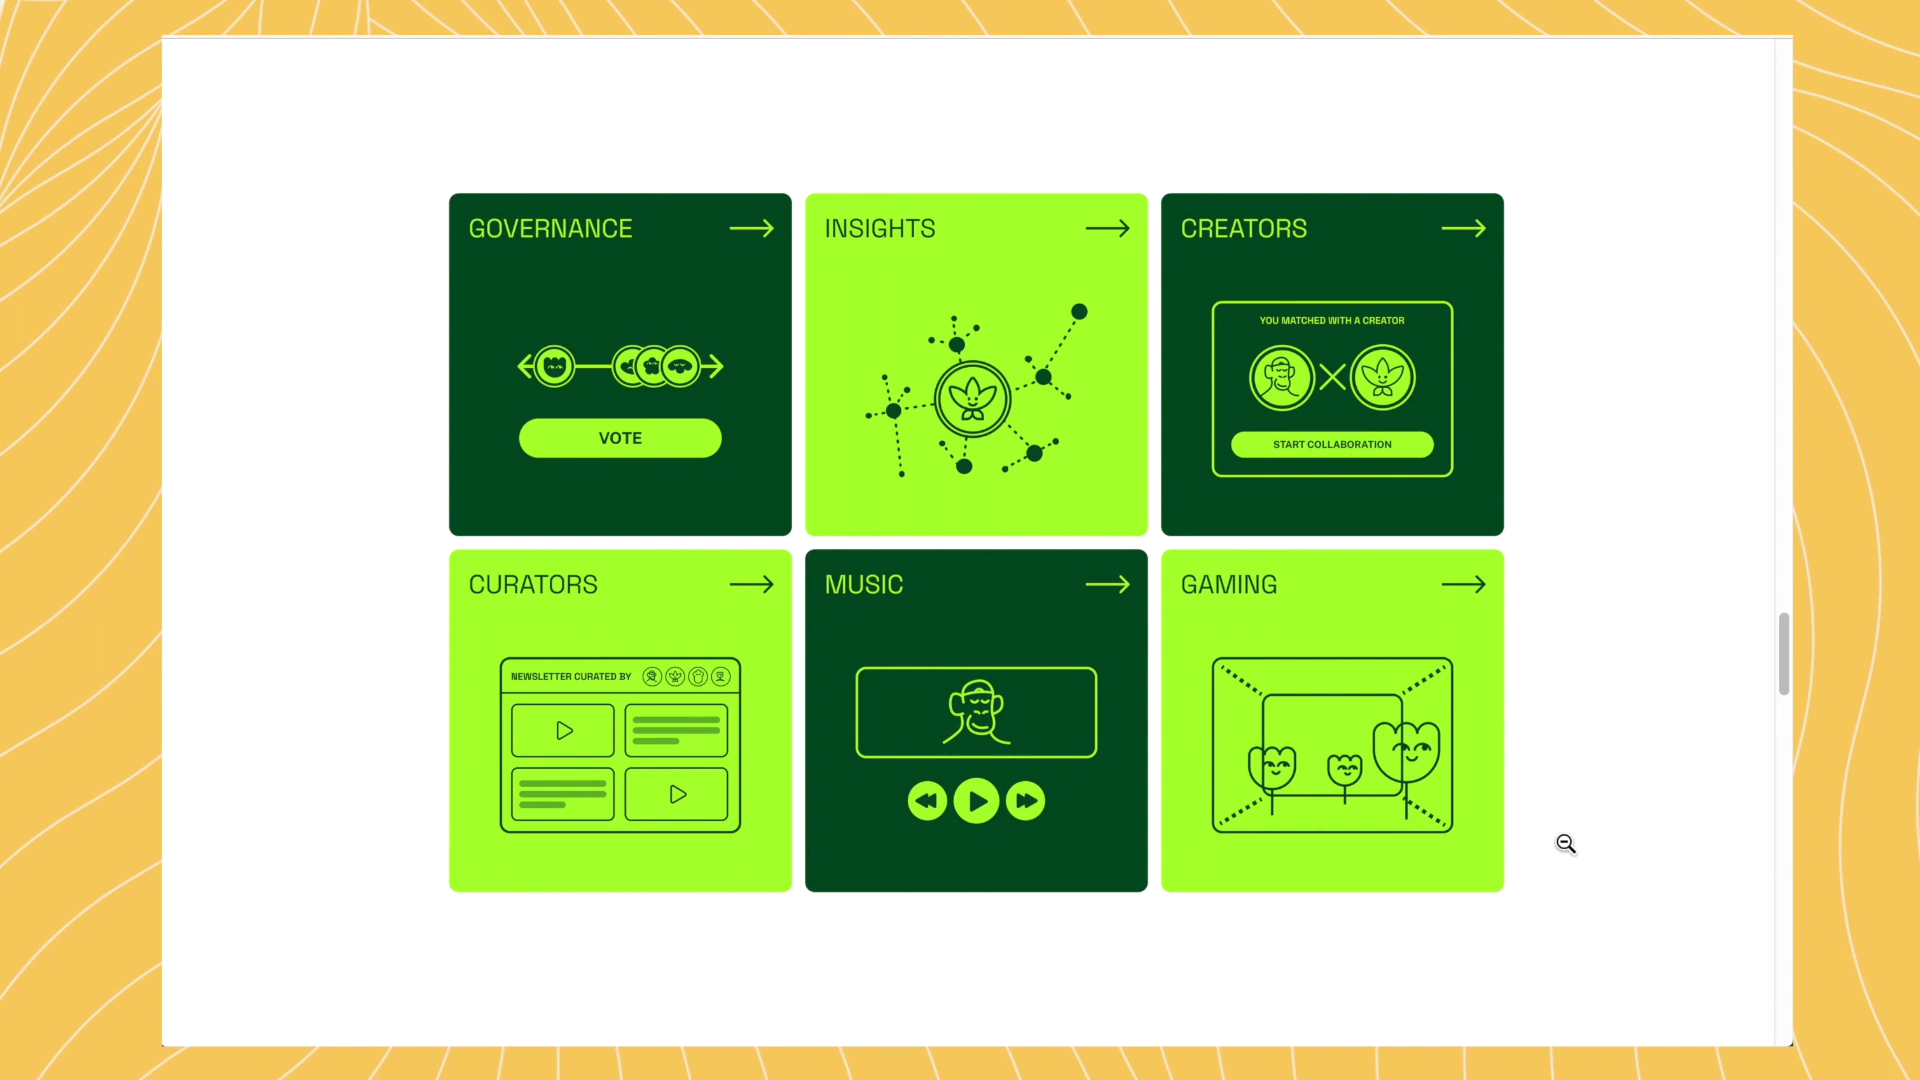 GOVERNANCE
VOTE
INSIGHTS
CREATORS
YOU MATCHED WITH A CREATOR
START COLLABORATION
CURATORS
NEWSLETTER CURATED BY
MUSIC
GAMING